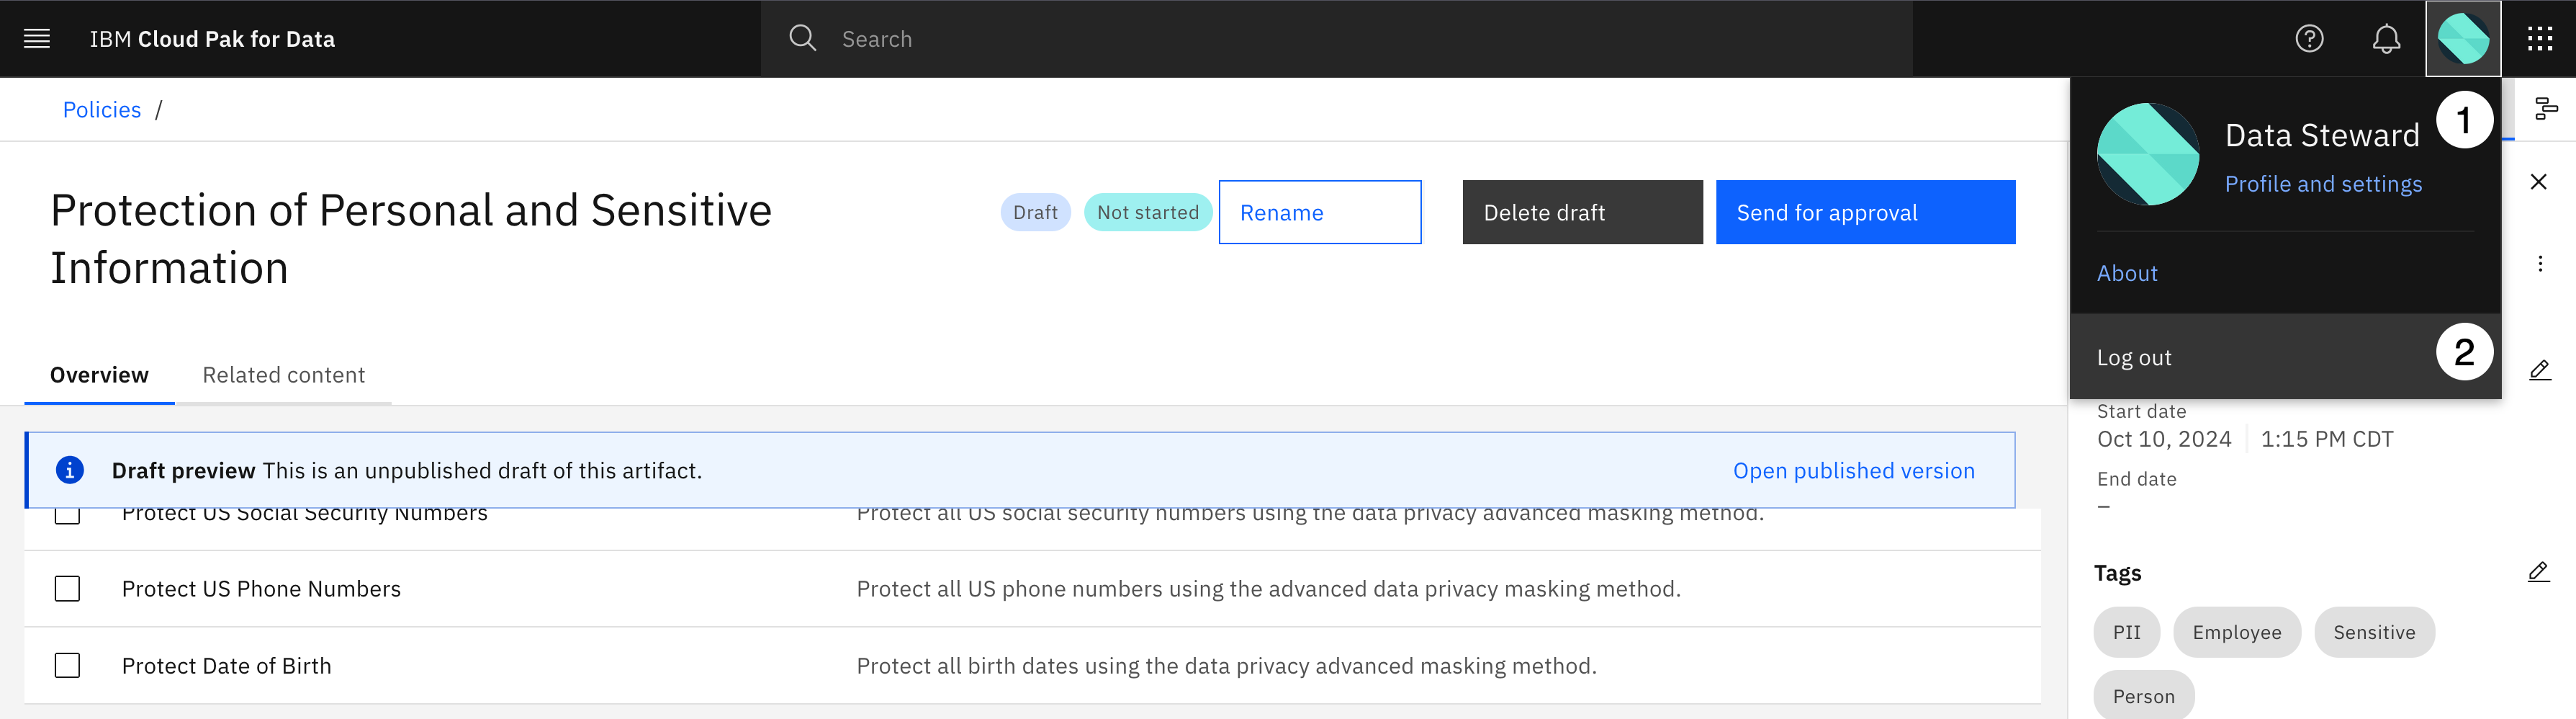 IBM Cloud Pak for Data
Search
Policies /
Protection of Personal and Sensitive
Information
Draft
Not started
Rename
Delete draft
Send for approval
Data Steward
1
Profile and settings
About
Log out
2
Overview
Related content
Draft preview This is an unpublished draft of this artifact.
Open published version
Protect US Social Security Numbers
Protect all US social security numbers using the data privacy advanced masking method.
Protect US Phone Numbers
Protect all US phone numbers using the advanced data privacy masking method.
Protect Date of Birth
Protect all birth dates using the data privacy advanced masking method.
Start date
Oct 10, 2024 1:15 PM CDT
End date
–
Tags
PII
Employee
Sensitive
Person